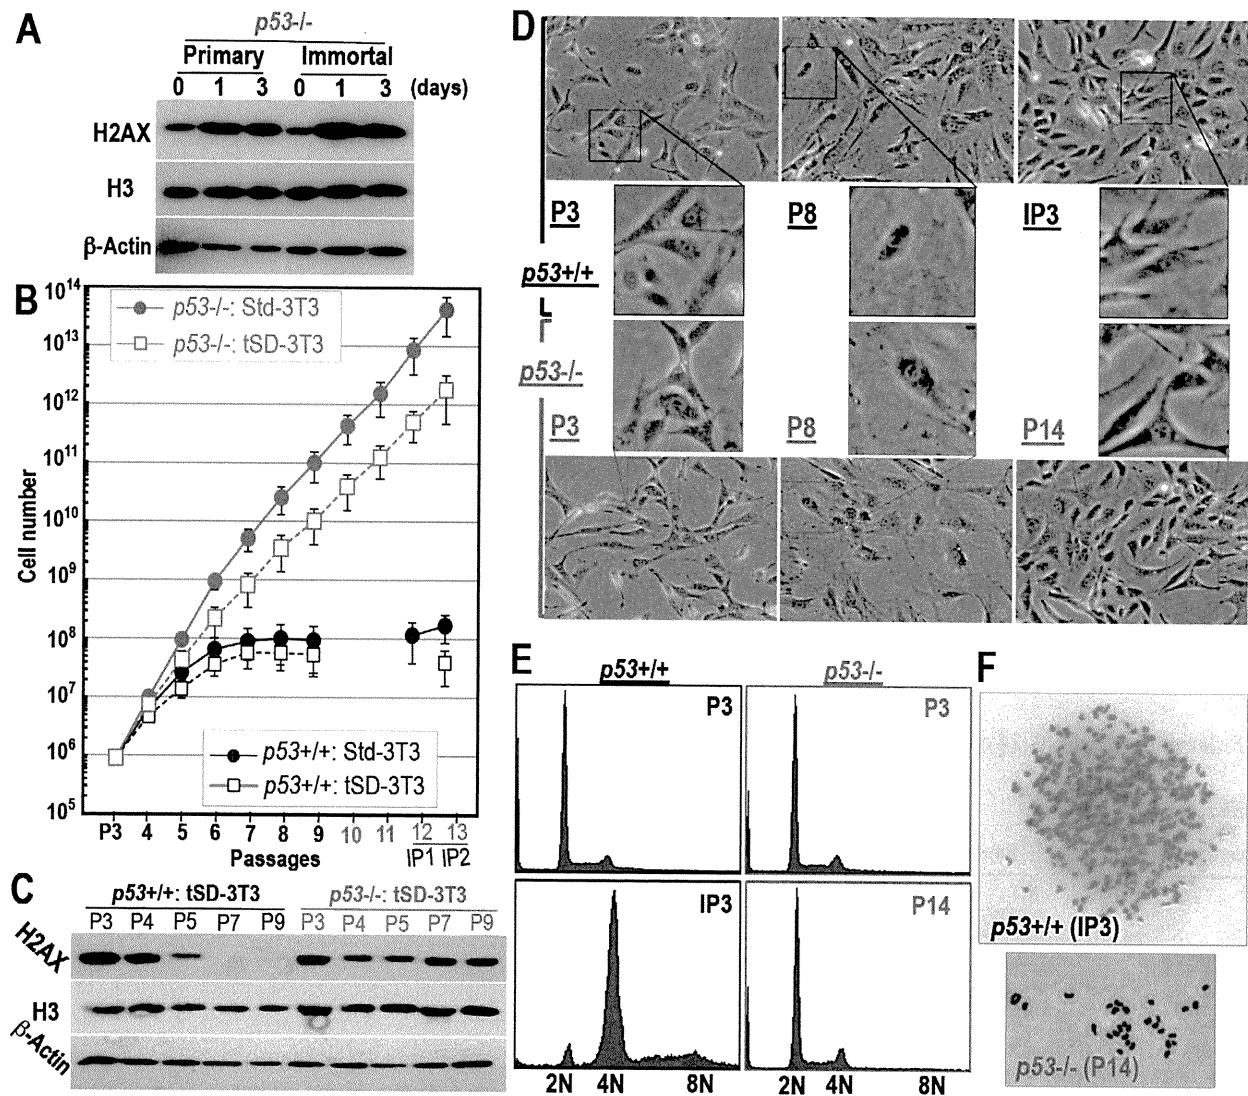 A
p53-/-
Primary Immortal
0 1 3 0 1 3 (days)
H2AX
H3
β-Actin
B
10^14
10^13
10^12
10^11
10^10
10^9
10^8
10^7
10^6
10^5
Cell number
p53-/-: Std-3T3
p53-/-: tSD-3T3
p53+/+: Std-3T3
p53+/+: tSD-3T3
P3 4 5 6 7 8 9 10 11 12 13
Passages
IP1 IP2
C
p53+/+: tSD-3T3 p53-/-: tSD-3T3
P3 P4 P5 P7 P9 P3 P4 P5 P7 P9
H2AX
H3
β-Actin
D
P3 P8 IP3
p53+/+
p53-/-
P3 P8 P14
E
p53+/+ p53-/-
P3 P3
IP3 P14
2N 4N 8N 2N 4N 8N
F
p53+/+ (IP3)
p53-/- (P14)